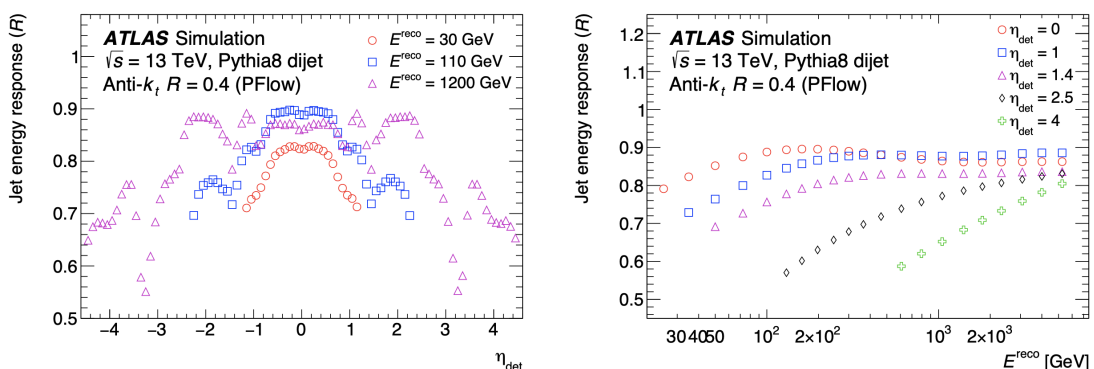 Jet energy response (R)
1
0.9
0.8
0.7
0.6
0.5
ATLAS Simulation
√s = 13 TeV, Pythia8 dijet
Anti-kₜ R = 0.4 (PFlow)
E^reco = 30 GeV
E^reco = 110 GeV
E^reco = 1200 GeV
−4 −3 −2 −1 0 1 2 3 4
η_det
Jet energy response (R)
1.2
1.1
1
0.9
0.8
0.7
0.6
0.5
ATLAS Simulation
√s = 13 TeV, Pythia8 dijet
Anti-kₜ R = 0.4 (PFlow)
η_det = 0
η_det = 1
η_det = 1.4
η_det = 2.5
η_det = 4
30 40 50 10² 2×10² 10³ 2×10³
E^reco [GeV]